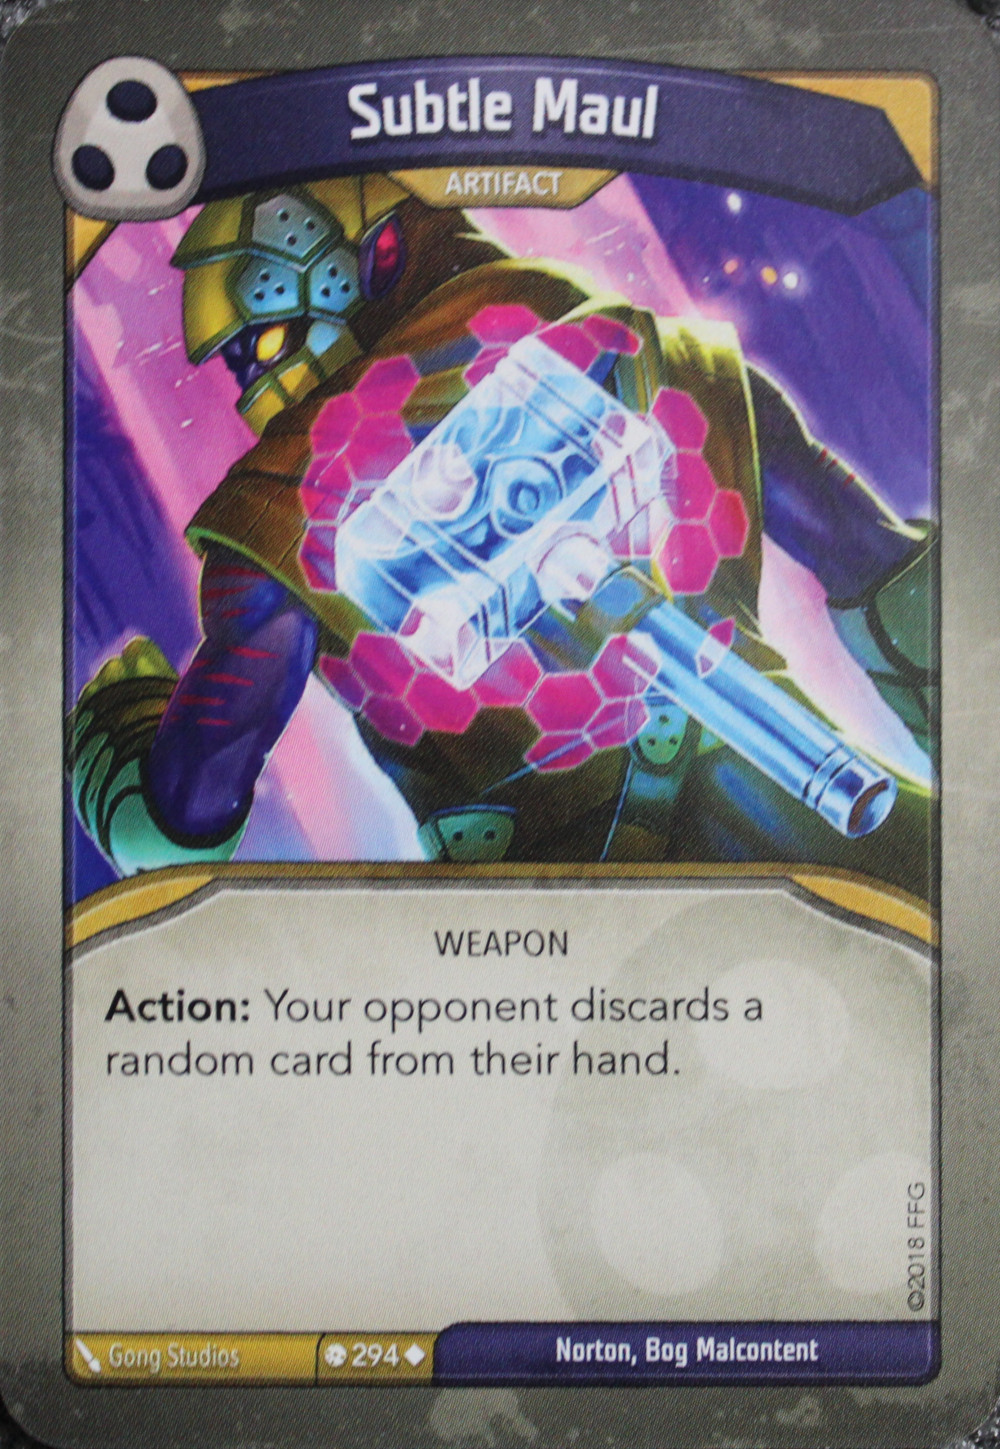 Subtle Maul
ARTIFACT
WEAPON
Action: Your opponent discards a
random card from their hand.
©2018 FFG
Gong Studios
294
Norton, Bog Malcontent